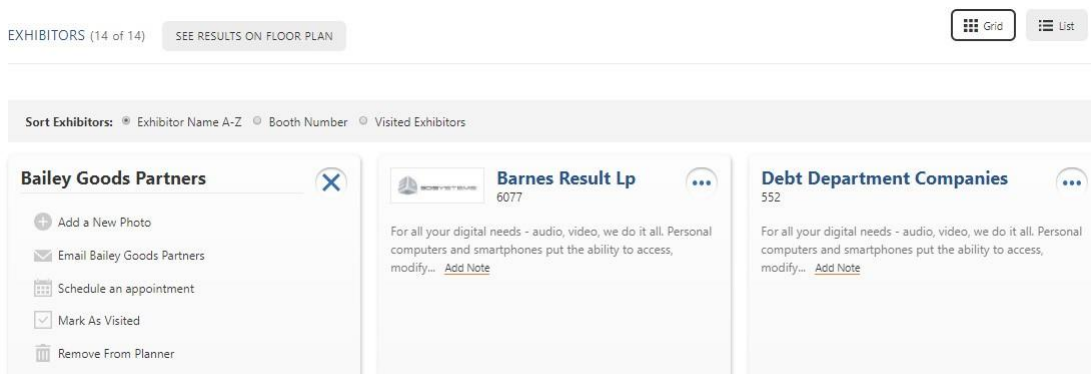 EXHIBITORS (14 of 14)
SEE RESULTS ON FLOOR PLAN
Grid
List
Sort Exhibitors: Exhibitor Name A-Z Booth Number Visited Exhibitors
Bailey Goods Partners
Add a New Photo
Email Bailey Goods Partners
Schedule an appointment
Mark As Visited
Remove From Planner
Barnes Result Lp
6077
For all your digital needs - audio, video, we do it all. Personal
computers and smartphones put the ability to access,
modify... Add Note
Debt Department Companies
552
For all your digital needs - audio, video, we do it all. Personal
computers and smartphones put the ability to access,
modify... Add Note